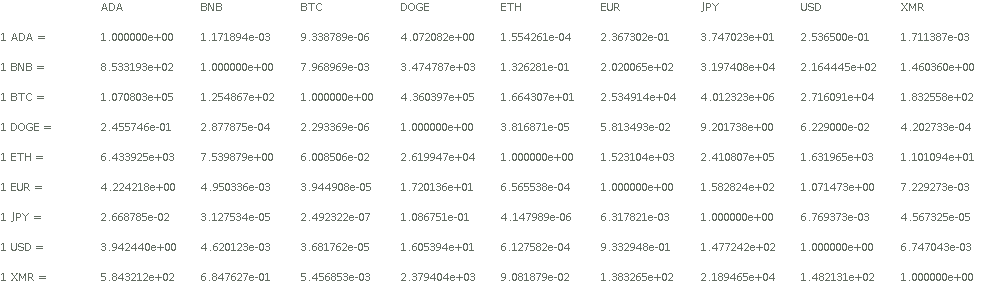 ADA BNB BTC DOGE ETH EUR JPY USD XMR
1 ADA = 1.000000e+00 1.171894e-03 9.338789e-06 4.072082e+00 1.554261e-04 2.367302e-01 3.747023e+01 2.536500e-01 1.711387e-03
1 BNB = 8.533193e+02 1.000000e+00 7.968969e-03 3.474787e+03 1.326281e-01 2.020065e+02 3.197408e+04 2.164445e+02 1.460360e+00
1 BTC = 1.070803e+05 1.254867e+02 1.000000e+00 4.360397e+05 1.664307e+01 2.534914e+04 4.012323e+06 2.716091e+04 1.832558e+02
1 DOGE = 2.455746e-01 2.877875e-04 2.293369e-06 1.000000e+00 3.816871e-05 5.813493e-02 9.201738e+00 6.229000e-02 4.202733e-04
1 ETH = 6.433925e+03 7.539879e+00 6.008506e-02 2.619947e+04 1.000000e+00 1.523104e+03 2.410807e+05 1.631965e+03 1.101094e+01
1 EUR = 4.224218e+00 4.950336e-03 3.944908e-05 1.720136e+01 6.565538e-04 1.000000e+00 1.582824e+02 1.071473e+00 7.229273e-03
1 JPY = 2.668785e-02 3.127534e-05 2.492322e-07 1.086751e-01 4.147989e-06 6.317821e-03 1.000000e+00 6.769373e-03 4.567325e-05
1 USD = 3.942440e+00 4.620123e-03 3.681762e-05 1.605394e+01 6.127582e-04 9.332948e-01 1.477242e+02 1.000000e+00 6.747043e-03
1 XMR = 5.843212e+02 6.847627e-01 5.456853e-03 2.379404e+03 9.081879e-02 1.383265e+02 2.189465e+04 1.482131e+02 1.000000e+00